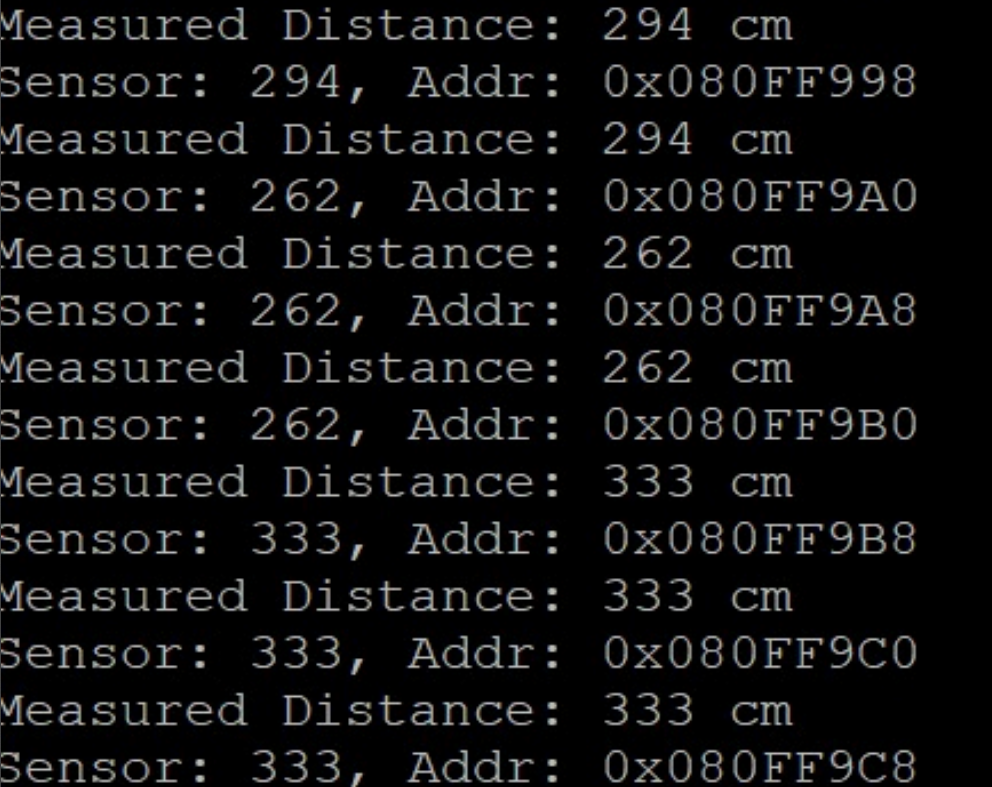 Measured Distance: 294 cm
Sensor: 294, Addr: 0x080FF998
Measured Distance: 294 cm
Sensor: 262, Addr: 0x080FF9A0
Measured Distance: 262 cm
Sensor: 262, Addr: 0x080FF9A8
Measured Distance: 262 cm
Sensor: 262, Addr: 0x080FF9B0
Measured Distance: 333 cm
Sensor: 333, Addr: 0x080FF9B8
Measured Distance: 333 cm
Sensor: 333, Addr: 0x080FF9C0
Measured Distance: 333 cm
Sensor: 333, Addr: 0x080FF9C8